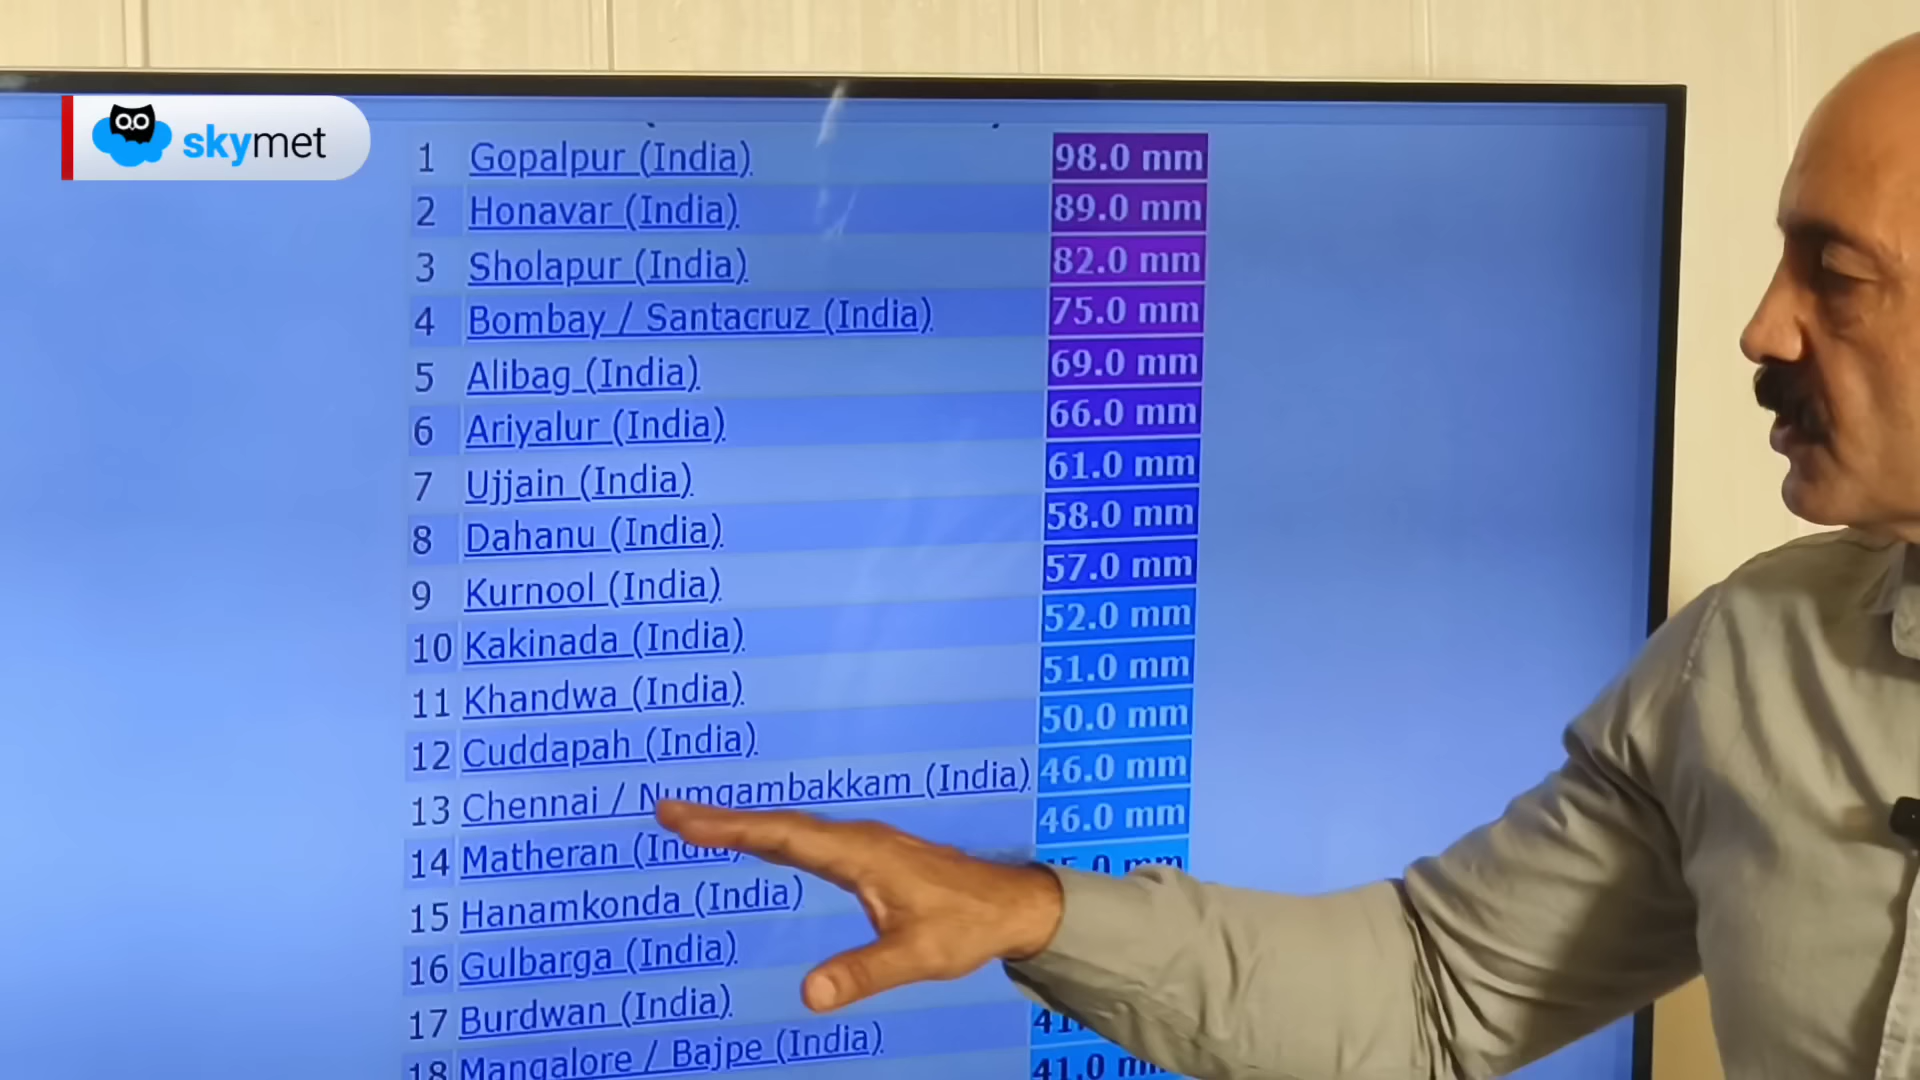 skymet
1 Gopalpur (India) 98.0 mm
2 Honavar (India) 89.0 mm
3 Sholapur (India) 82.0 mm
4 Bombay / Santacruz (India) 75.0 mm
5 Alibag (India) 69.0 mm
6 Ariyalur (India) 66.0 mm
7 Ujjain (India) 61.0 mm
8 Dahanu (India) 58.0 mm
9 Kurnool (India) 57.0 mm
10 Kakinada (India) 52.0 mm
11 Khandwa (India) 51.0 mm
12 Cuddapah (India) 50.0 mm
13 Chennai / Numgambakkam (India) 46.0 mm
14 Matheran (India) 46.0 mm
15 Hanamkonda (India)
16 Gulbarga (India)
17 Burdwan (India)
18 Mangalore / Bajpe (India) 41.0 mm